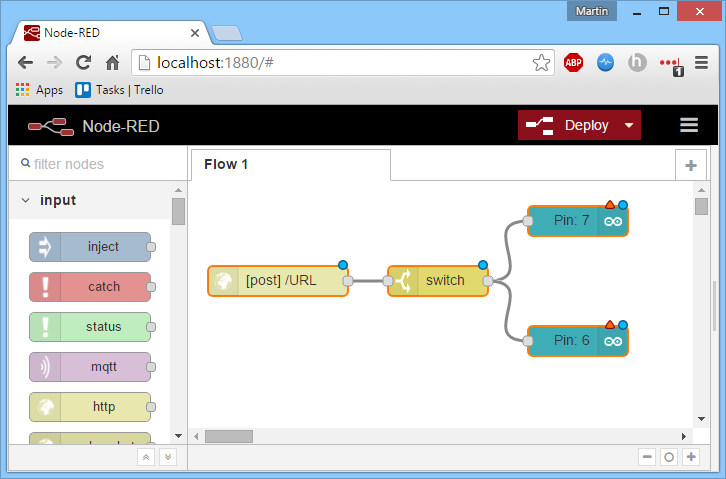 Martin
Node-RED
localhost:1880/#
ABP
h
1
Apps
Tasks | Trello
Node-RED
Deploy
filter nodes
Flow 1
input
inject
catch
status
mqtt
http
[post] /URL
switch
Pin: 7
Pin: 6